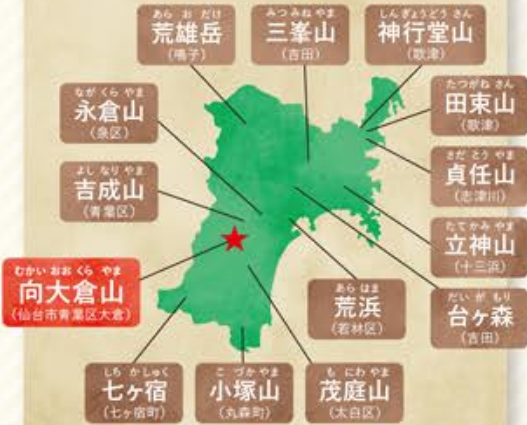 あら お だけ
荒雄岳
(鳴子)
みつ みね やま
三峯山
(吉田)
しんぎょうどう さん
神行堂山
(歌津)
たつがね さん
田束山
(歌津)
なが くら やま
永倉山
(泉区)
さだ とう やま
貞任山
(志津川)
よし なり やま
吉成山
(青葉区)
たてかみ やま
立神山
(十三浜)
むかい おお くら やま
向大倉山
(仙台市青葉区大倉)
あら はま
荒浜
(若林区)
だい が もり
台ヶ森
(吉田)
しち か しゅく
七ヶ宿
(七ヶ宿町)
こ づか やま
小塚山
(丸森町)
も にわ やま
茂庭山
(太白区)